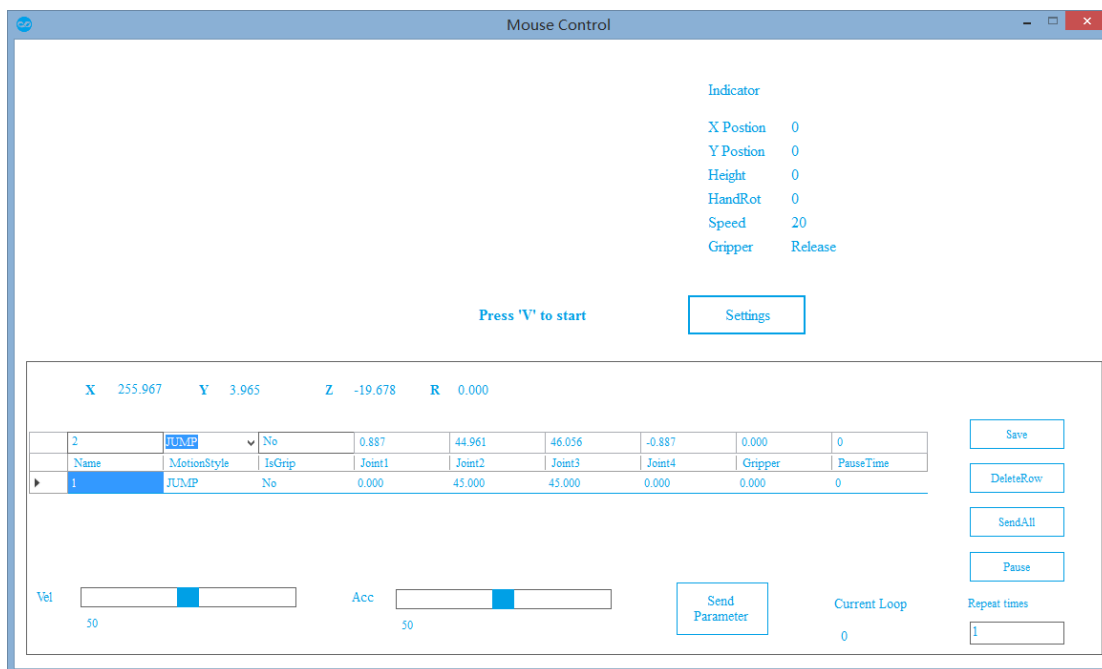 Mouse Control
Indicator
X Postion 0
Y Postion 0
Height 0
HandRot 0
Speed 20
Gripper Release
Press 'V' to start
Settings
X 255.967 Y 3.965 Z -19.678 R 0.000
2 JUMP No 0.887 44.961 46.056 -0.887 0.000 0
Name MotionStyle IsGrip Joint1 Joint2 Joint3 Joint4 Gripper PauseTime
1 JUMP No 0.000 45.000 45.000 0.000 0.000 0
Save
DeleteRow
SendAll
Pause
Vel
50
Acc
50
Send
Parameter
Current Loop
0
Repeat times
1